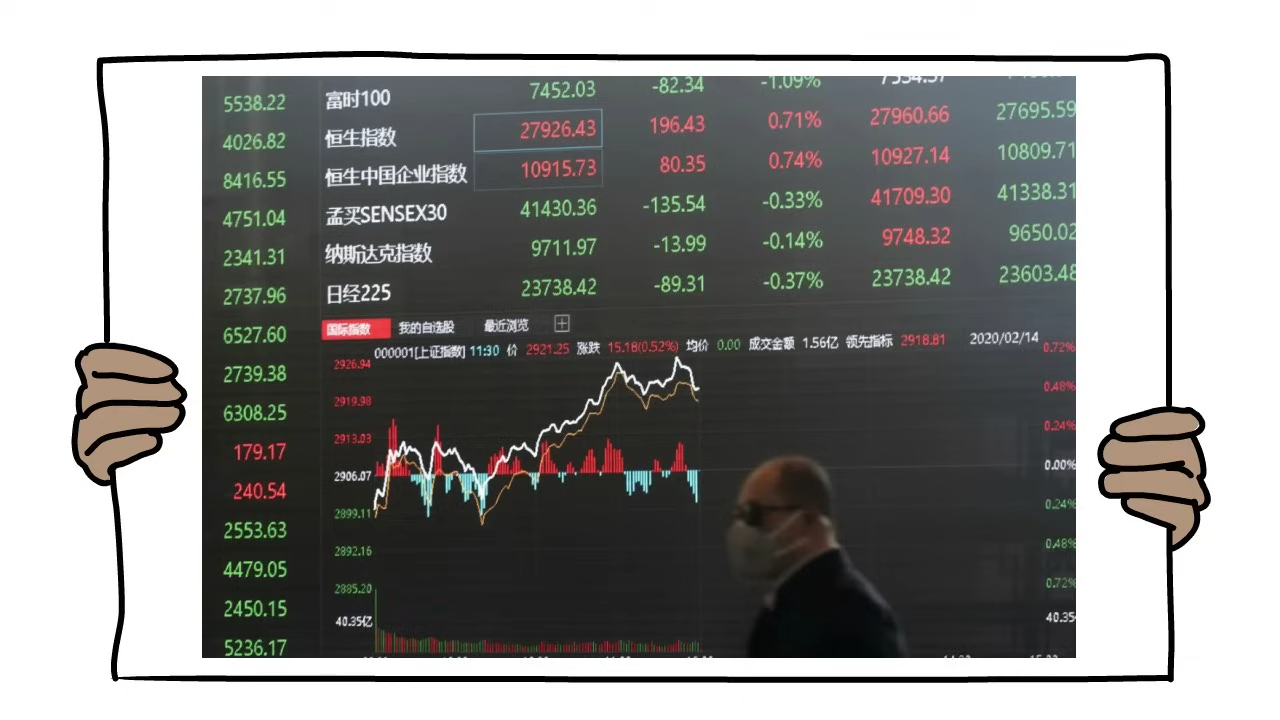 5538.22
4026.82
8416.55
4751.04
2341.31
2737.96
6527.60
2739.38
6308.25
179.17
240.54
2553.63
4479.05
2450.15
5236.17
富时100 7452.03 -82.34 -1.09%
恒生指数 27926.43 196.43 0.71% 27960.66 27695.59
恒生中国企业指数 10915.73 80.35 0.74% 10927.14 10809.71
孟买SENSEX30 41430.36 -135.54 -0.33% 41709.30 41338.31
纳斯达克指数 9711.97 -13.99 -0.14% 9748.32 9650.02
日经225 23738.42 -89.31 -0.37% 23738.42 23603.48
国际指数 我的自选股 最近浏览
000001[上证指数] 11:30 价 2921.25 涨跌 15.18(0.52%) 均价 0.00 成交金额 1.56亿 领先指标 2918.81 2020/02/14
2926.94 0.72%
2919.98 0.48%
2913.03 0.24%
2906.07 0.00%
2899.11 0.24%
2892.16 0.48%
2885.20 0.72%
40.35亿 40.35